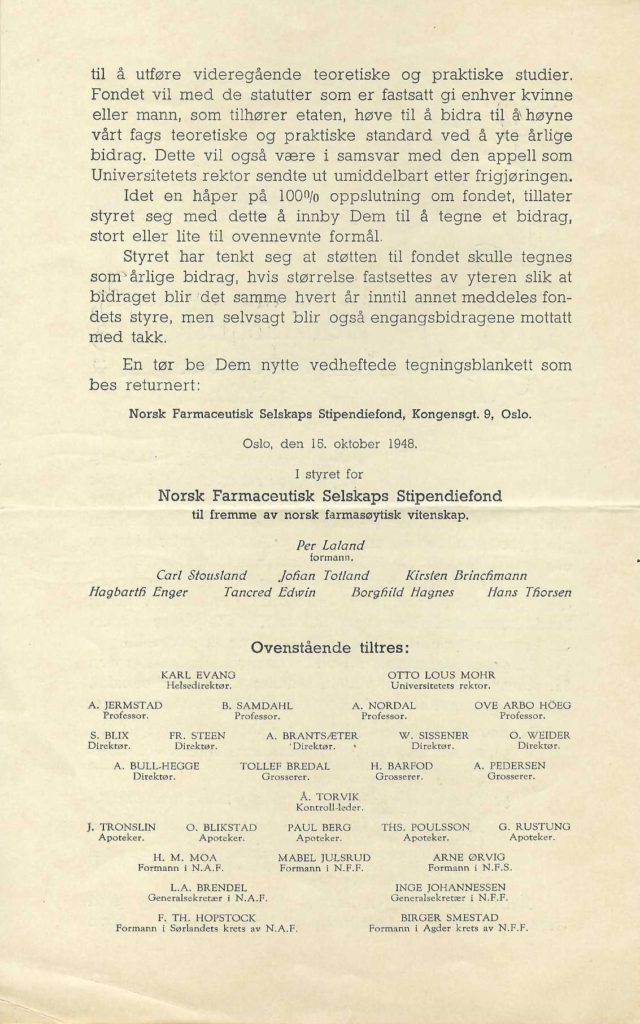 til å utføre videregående teoretiske og praktiske studier.
Fondet vil med de statutter som er fastsatt gi enhver kvinne
eller mann, som tilhører etaten, høve til å bidra til å høyne
vårt fags teoretiske og praktiske standard ved å yte årlige
bidrag. Dette vil også være i samsvar med den appell som
Universitetets rektor sendte ut umiddelbart etter frigjøringen.
Idet en håper på 100% oppslutning om fondet, tillater
styret seg med dette å innby Dem til å tegne et bidrag,
stort eller lite til ovennevnte formål.
Styret har tenkt seg at støtten til fondet skulle tegnes
som årlige bidrag, hvis størrelse fastsettes av yteren slik at
bidraget blir det samme hvert år inntil annet meddeles fon-
dets styre, men selvsagt blir også engangsbidragene mottatt
med takk.
En tør be Dem nytte vedheftede tegningsblankett som
bes returnert:
Norsk Farmaceutisk Selskaps Stipendiefond, Kongensgt. 9, Oslo.
Oslo, den 15. oktober 1948.
I styret for
Norsk Farmaceutisk Selskaps Stipendiefond
til fremme av norsk farmasøytisk vitenskap.
Per Laland
formann.
Carl Stousland Johan Totland Kirsten Brinchmann
Hagbarth Enger Tancred Edwin Borghild Hagnes Hans Thorsen
Ovenstående tiltres:
KARL EVANG OTTO LOUS MOHR
Helsedirektør. Universitetets rektor.
A. JERMSTAD B. SAMDAHL A. NORDAL OVE ARBO HÖEG
Professor. Professor. Professor. Professor.
S. BLIX FR. STEEN A. BRANTSÆTER W. SISSENER O. WEIDER
Direktør. Direktør. Direktør. Direktør. Direktør.
A. BULL-HEGGE TOLLEF BREDAL H. BARFOD A. PEDERSEN
Direktør. Grosserer. Grosserer. Grosserer.
Å. TORVIK
Kontroll-leder.
J. TRONSLIN O. BLIKSTAD PAUL BERG THS. POULSSON G. RUSTUNG
Apoteker. Apoteker. Apoteker. Apoteker. Apoteker.
H. M. MOA MABEL JULSRUD ARNE ØRVIG
Formann i N.A.F. Formann i N.F.F. Formann i N.F.S.
L.A. BRENDEL INGE JOHANNESSEN
Generalsekretær i N.A.F. Generalsekretær i N.F.F.
F. TH. HOPSTOCK BIRGER SMESTAD
Formann i Sørlandets krets av N.A.F. Formann i Agder krets av N.F.F.